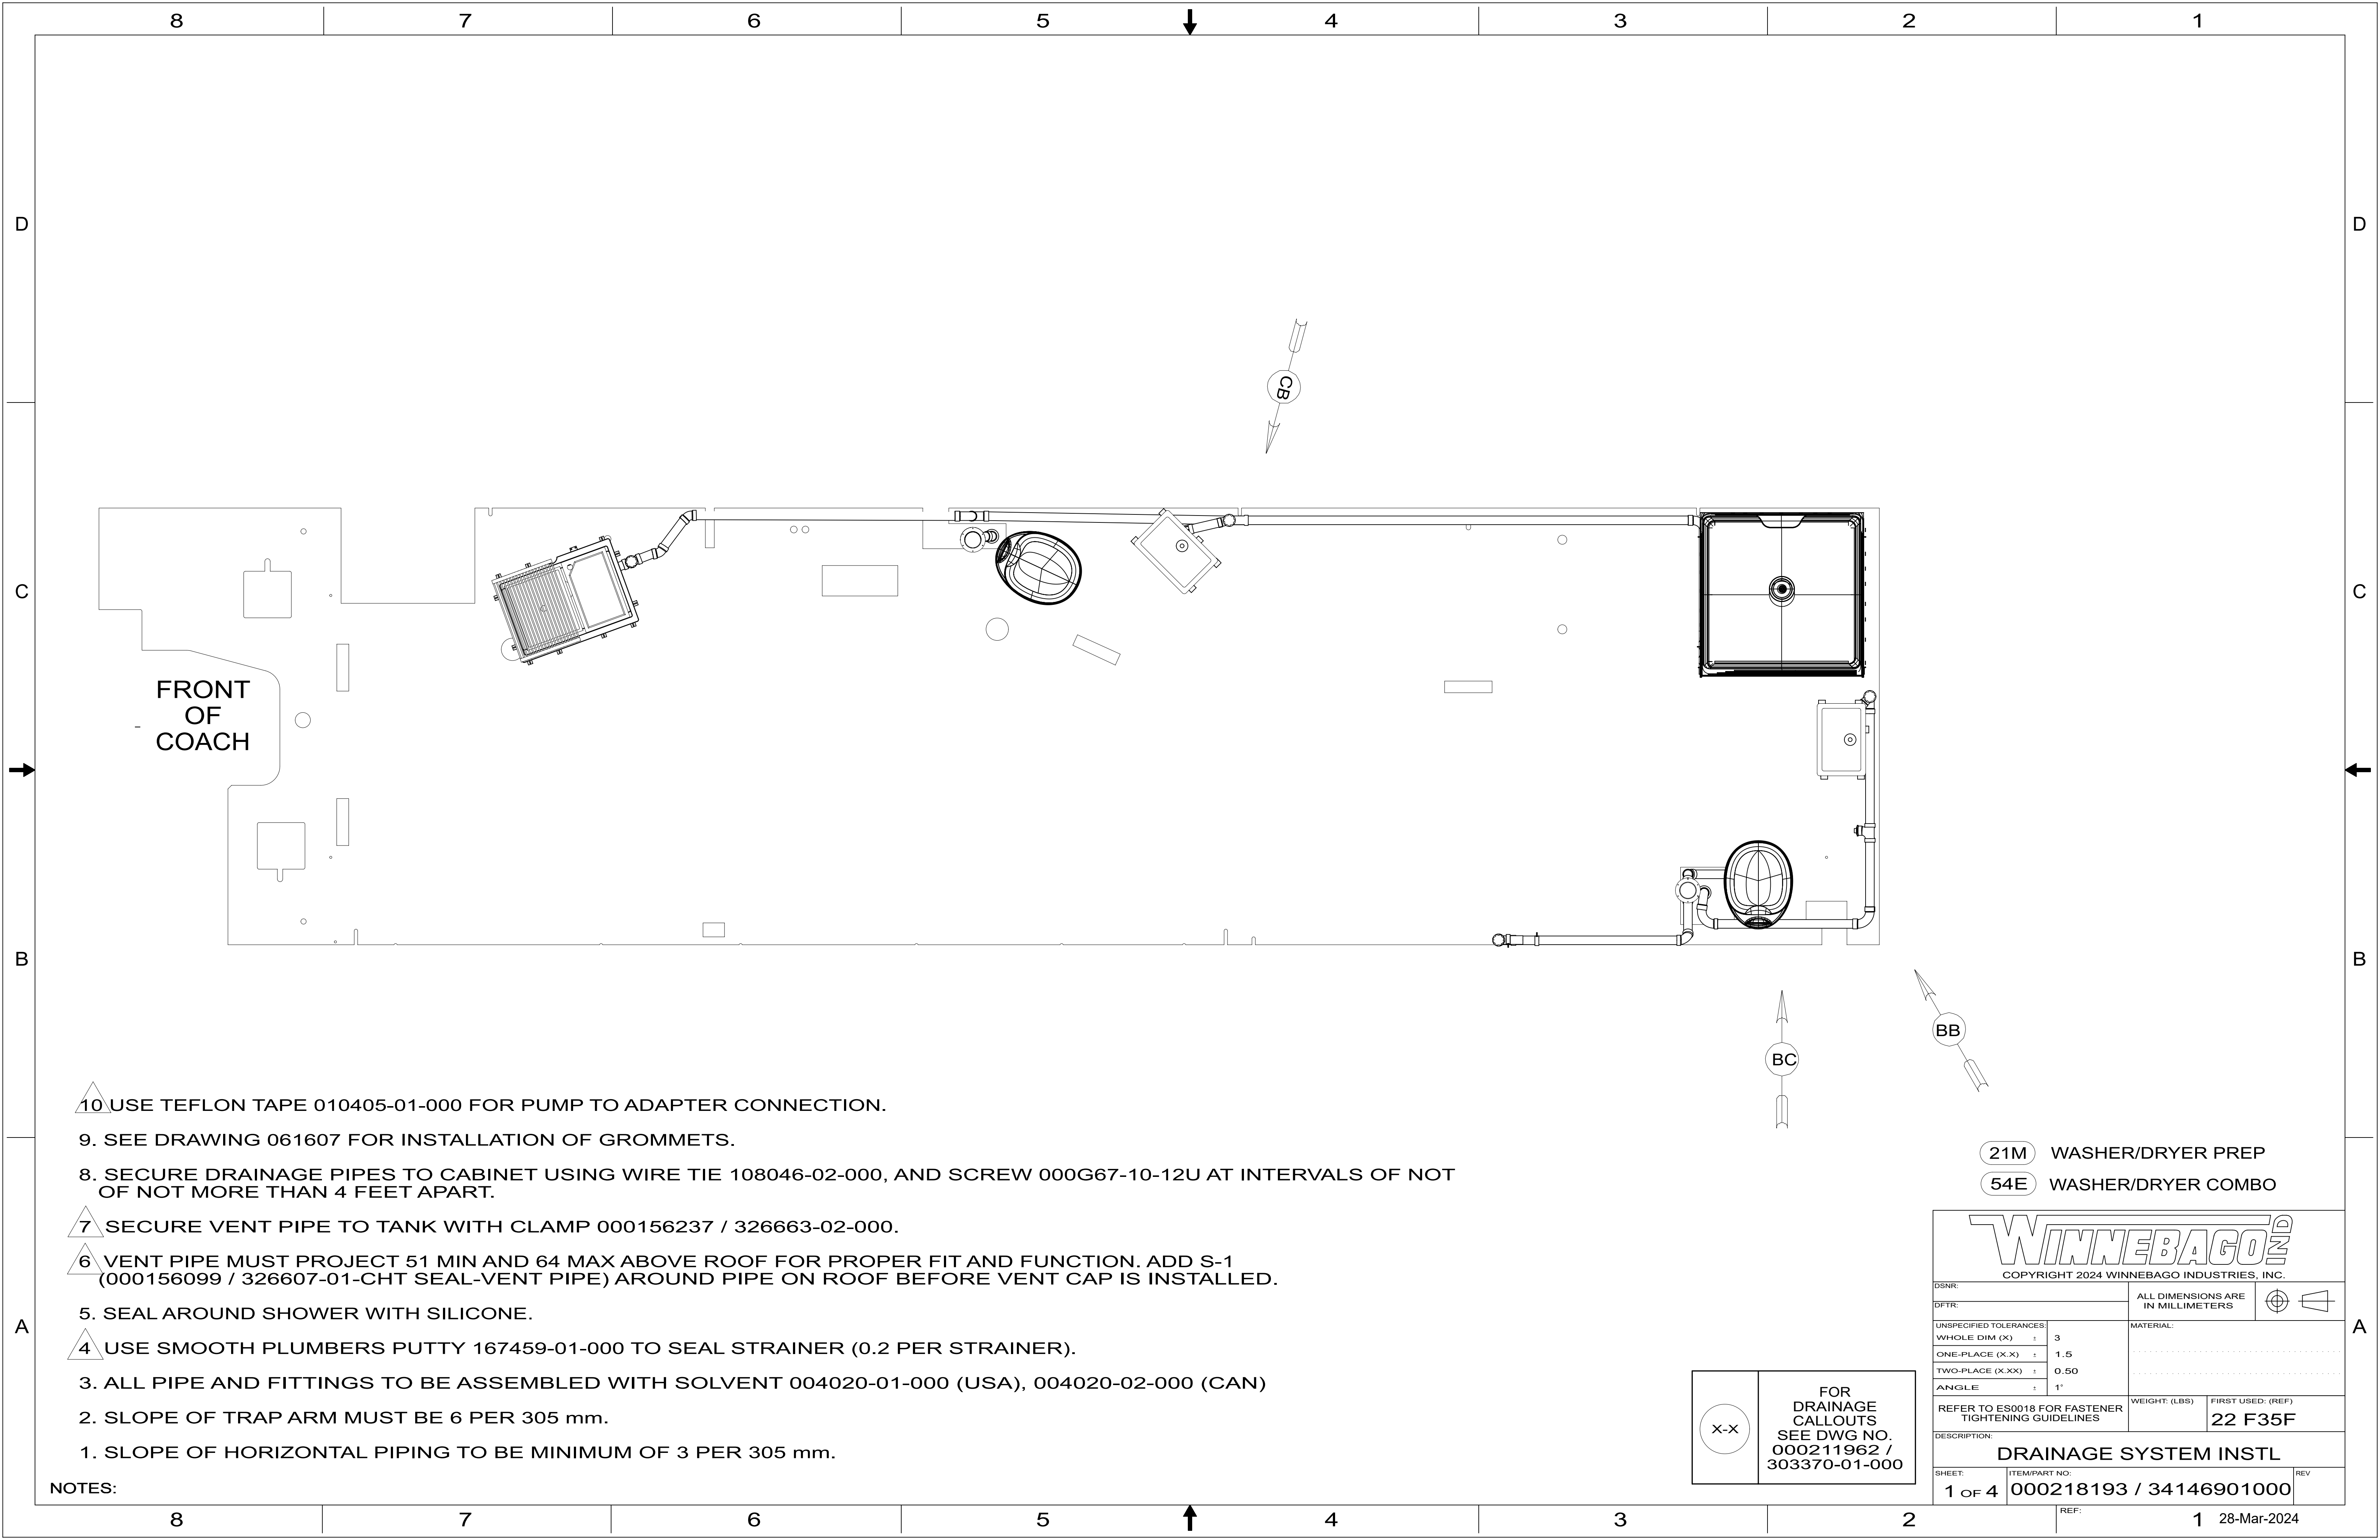 8 7 6 5 4 3 2 1
D D
CB
C C
FRONT
OF
COACH
B B
BB
BC
10 USE TEFLON TAPE 010405-01-000 FOR PUMP TO ADAPTER CONNECTION.
9. SEE DRAWING 061607 FOR INSTALLATION OF GROMMETS.
8. SECURE DRAINAGE PIPES TO CABINET USING WIRE TIE 108046-02-000, AND SCREW 000G67-10-12U AT INTERVALS OF NOT
OF NOT MORE THAN 4 FEET APART.
7 SECURE VENT PIPE TO TANK WITH CLAMP 000156237 / 326663-02-000.
6 VENT PIPE MUST PROJECT 51 MIN AND 64 MAX ABOVE ROOF FOR PROPER FIT AND FUNCTION. ADD S-1
(000156099 / 326607-01-CHT SEAL-VENT PIPE) AROUND PIPE ON ROOF BEFORE VENT CAP IS INSTALLED.
5. SEAL AROUND SHOWER WITH SILICONE.
4 USE SMOOTH PLUMBERS PUTTY 167459-01-000 TO SEAL STRAINER (0.2 PER STRAINER).
3. ALL PIPE AND FITTINGS TO BE ASSEMBLED WITH SOLVENT 004020-01-000 (USA), 004020-02-000 (CAN)
2. SLOPE OF TRAP ARM MUST BE 6 PER 305 mm.
1. SLOPE OF HORIZONTAL PIPING TO BE MINIMUM OF 3 PER 305 mm.
NOTES:
A A
X-X
FOR
DRAINAGE
CALLOUTS
SEE DWG NO.
000211962 /
303370-01-000
21M WASHER/DRYER PREP
54E WASHER/DRYER COMBO
WINNEBAGO IND
COPYRIGHT 2024 WINNEBAGO INDUSTRIES, INC.
DSNR:
DFTR:
ALL DIMENSIONS ARE
IN MILLIMETERS
UNSPECIFIED TOLERANCES:
WHOLE DIM (X) ± 3
ONE-PLACE (X.X) ± 1.5
TWO-PLACE (X.XX) ± 0.50
ANGLE ± 1°
MATERIAL:
REFER TO ES0018 FOR FASTENER
TIGHTENING GUIDELINES
WEIGHT: (LBS)
FIRST USED: (REF)
22 F35F
DESCRIPTION:
DRAINAGE SYSTEM INSTL
SHEET:
1 OF 4
ITEM/PART NO:
000218193 / 34146901000
REV
REF:
28-Mar-2024
8 7 6 5 4 3 2 1